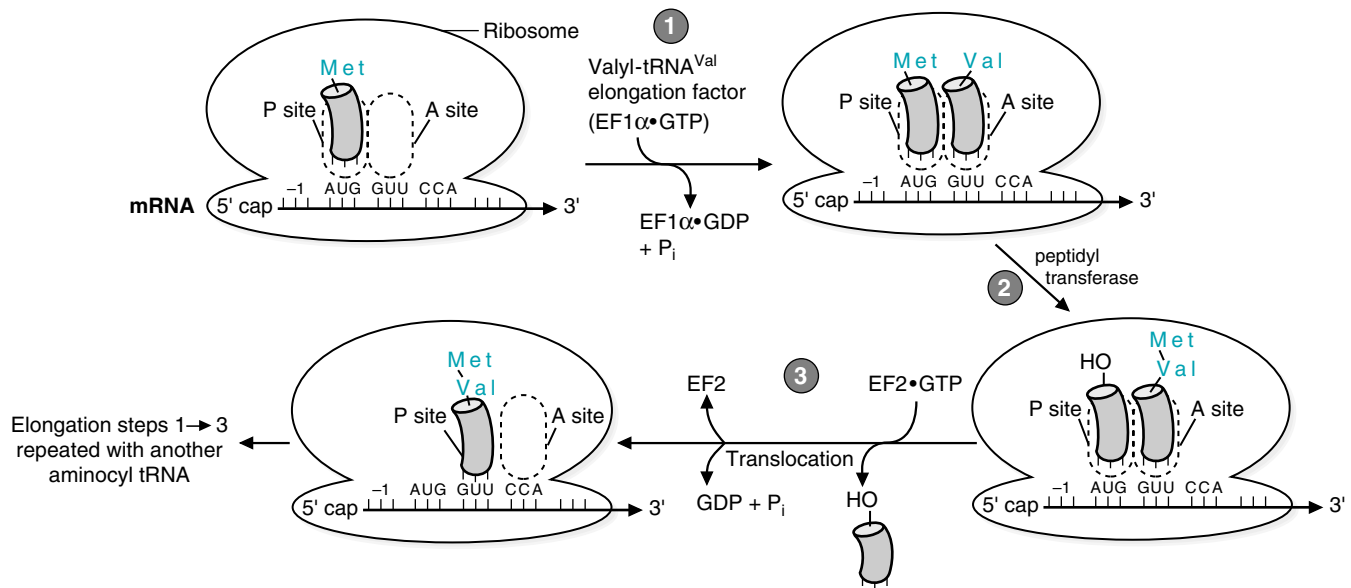 Ribosome
Met
P site
A site
–1 AUG GUU CCA
mRNA
5' cap
3'
1
Valyl-tRNA^Val
elongation factor
(EF1α•GTP)
EF1α•GDP
+ Pᵢ
Met Val
P site
A site
–1 AUG GUU CCA
5' cap
3'
2
peptidyl
transferase
Met
HO
Val
P site
A site
–1 AUG GUU CCA
5' cap
3'
3
EF2
EF2•GTP
Translocation
GDP + Pᵢ
HO
Met
Val
P site
A site
–1 AUG GUU CCA
5' cap
3'
Elongation steps 1→ 3
repeated with another
aminocyl tRNA